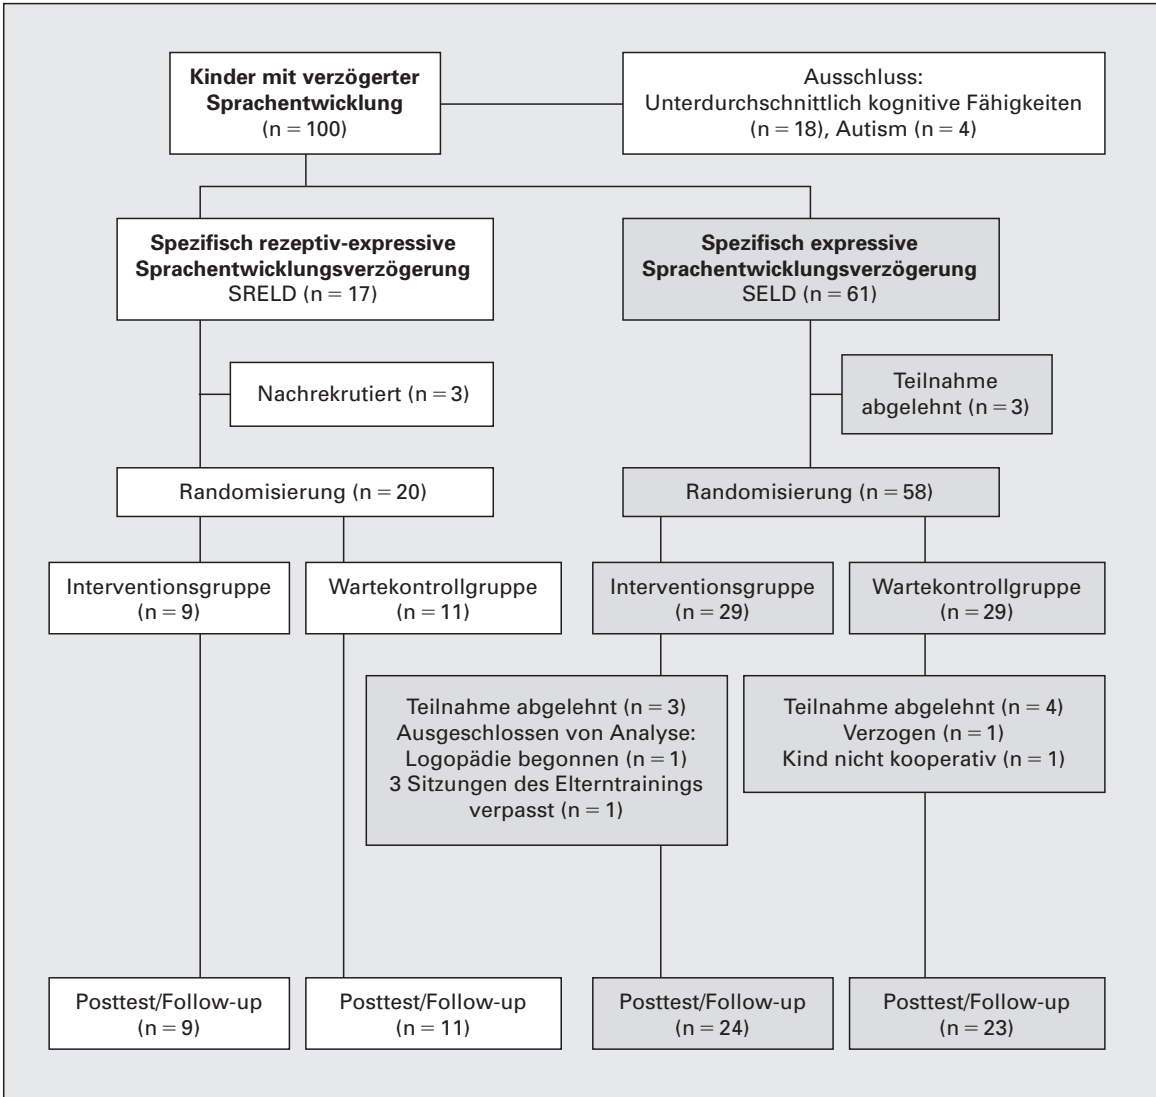 Kinder mit verzögerter
Sprachentwicklung
(n = 100)
Ausschluss:
Unterdurchschnittlich kognitive Fähigkeiten
(n = 18), Autism (n = 4)
Spezifisch rezeptiv-expressive
Sprachentwicklungsverzögerung
SRELD (n = 17)
Spezifisch expressive
Sprachentwicklungsverzögerung
SELD (n = 61)
Nachrekrutiert (n = 3)
Teilnahme
abgelehnt (n = 3)
Randomisierung (n = 20)
Randomisierung (n = 58)
Interventionsgruppe
(n = 9)
Wartekontrollgruppe
(n = 11)
Interventionsgruppe
(n = 29)
Wartekontrollgruppe
(n = 29)
Teilnahme abgelehnt (n = 3)
Ausgeschlossen von Analyse:
Logopädie begonnen (n = 1)
3 Sitzungen des Elterntrainings
verpasst (n = 1)
Teilnahme abgelehnt (n = 4)
Verzogen (n = 1)
Kind nicht kooperativ (n = 1)
Posttest/Follow-up
(n = 9)
Posttest/Follow-up
(n = 11)
Posttest/Follow-up
(n = 24)
Posttest/Follow-up
(n = 23)